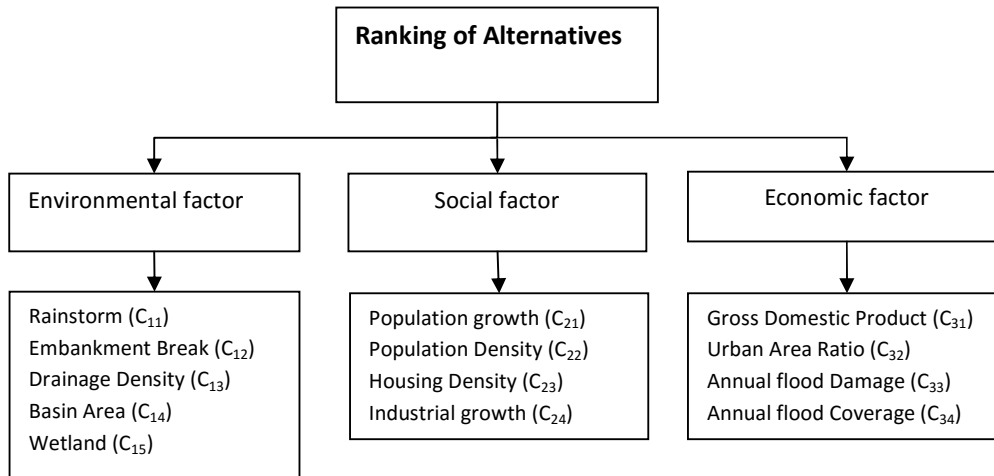 Ranking of Alternatives
Environmental factor
Social factor
Economic factor
Rainstorm (C₁₁)
Embankment Break (C₁₂)
Drainage Density (C₁₃)
Basin Area (C₁₄)
Wetland (C₁₅)
Population growth (C₂₁)
Population Density (C₂₂)
Housing Density (C₂₃)
Industrial growth (C₂₄)
Gross Domestic Product (C₃₁)
Urban Area Ratio (C₃₂)
Annual flood Damage (C₃₃)
Annual flood Coverage (C₃₄)